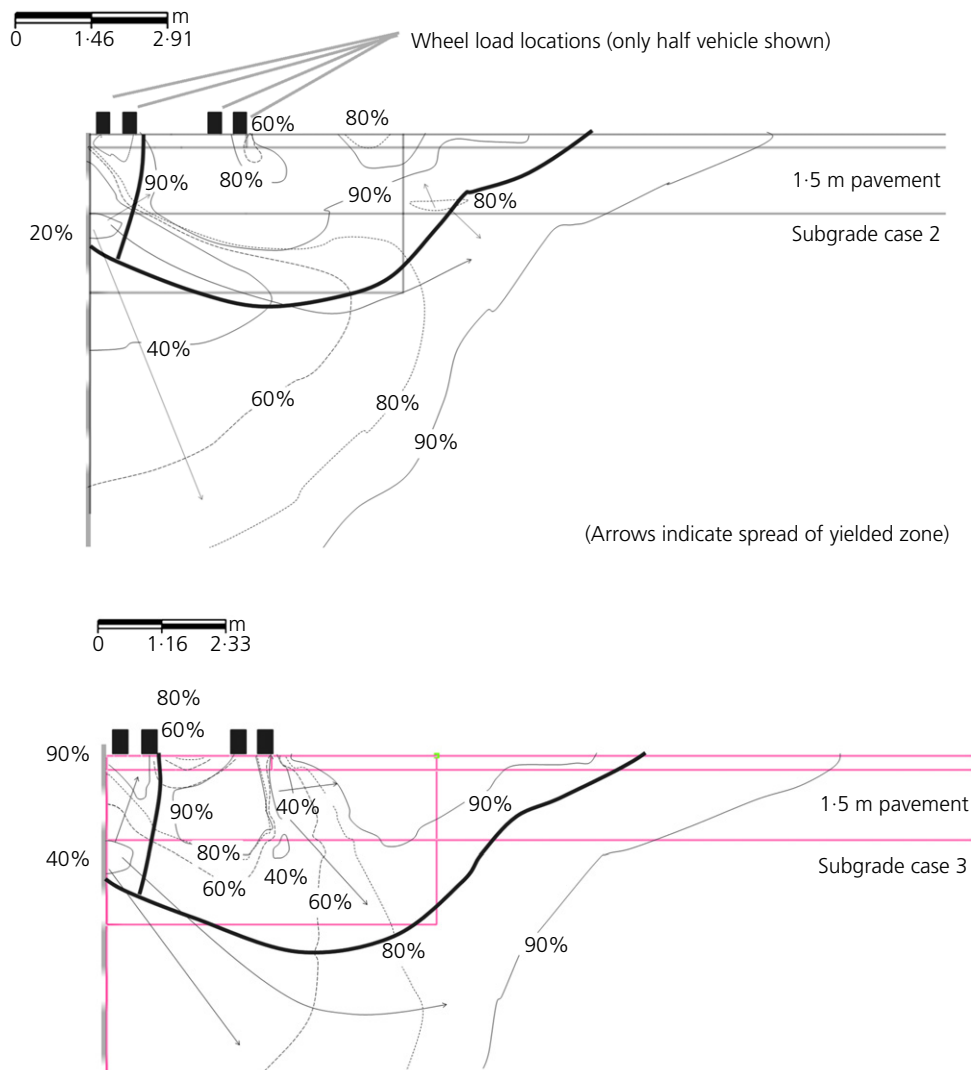 m
0 1·46 2·91
Wheel load locations (only half vehicle shown)
60%
80%
90%
80%
90%
80%
1·5 m pavement
20%
Subgrade case 2
40%
60%
80%
90%
(Arrows indicate spread of yielded zone)
m
0 1·16 2·33
80%
60%
90%
90%
40%
90%
1·5 m pavement
80%
40%
40%
60%
60%
Subgrade case 3
80%
90%